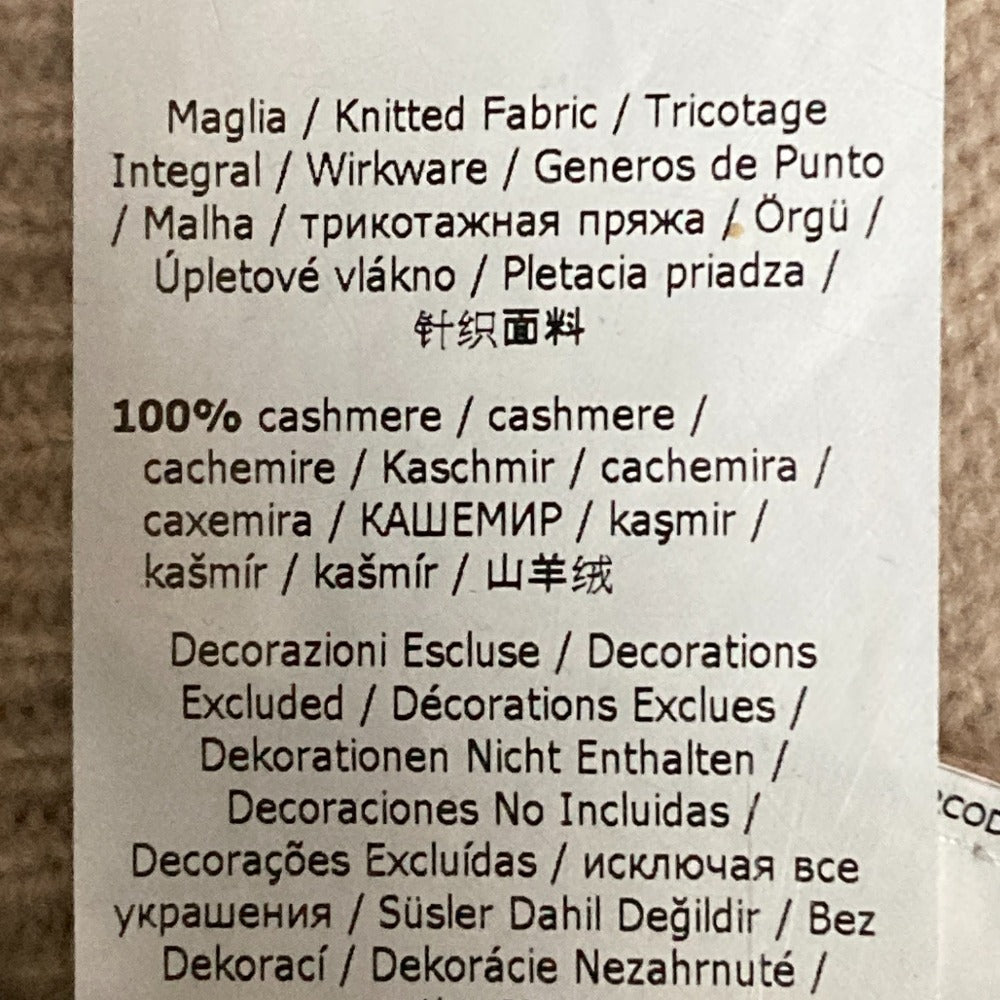 Maglia / Knitted Fabric / Tricotage
Integral / Wirkware / Generos de Punto
/ Malha / трикотажная пряжа / Örgü /
Úpletové vlákno / Pletacia priadza /
针织面料
100% cashmere / cashmere /
cachemire / Kaschmir / cachemira /
caxemira / КАШЕМИР / kaşmir /
kašmír / kašmír / 山羊绒
Decorazioni Escluse / Decorations
Excluded / Décorations Exclues /
Dekorationen Nicht Enthalten /
Decoraciones No Incluidas /
Decorações Excluídas / исключая все
украшения / Süsler Dahil Değildir / Bez
Dekorací / Dekorácie Nezahrnuté /